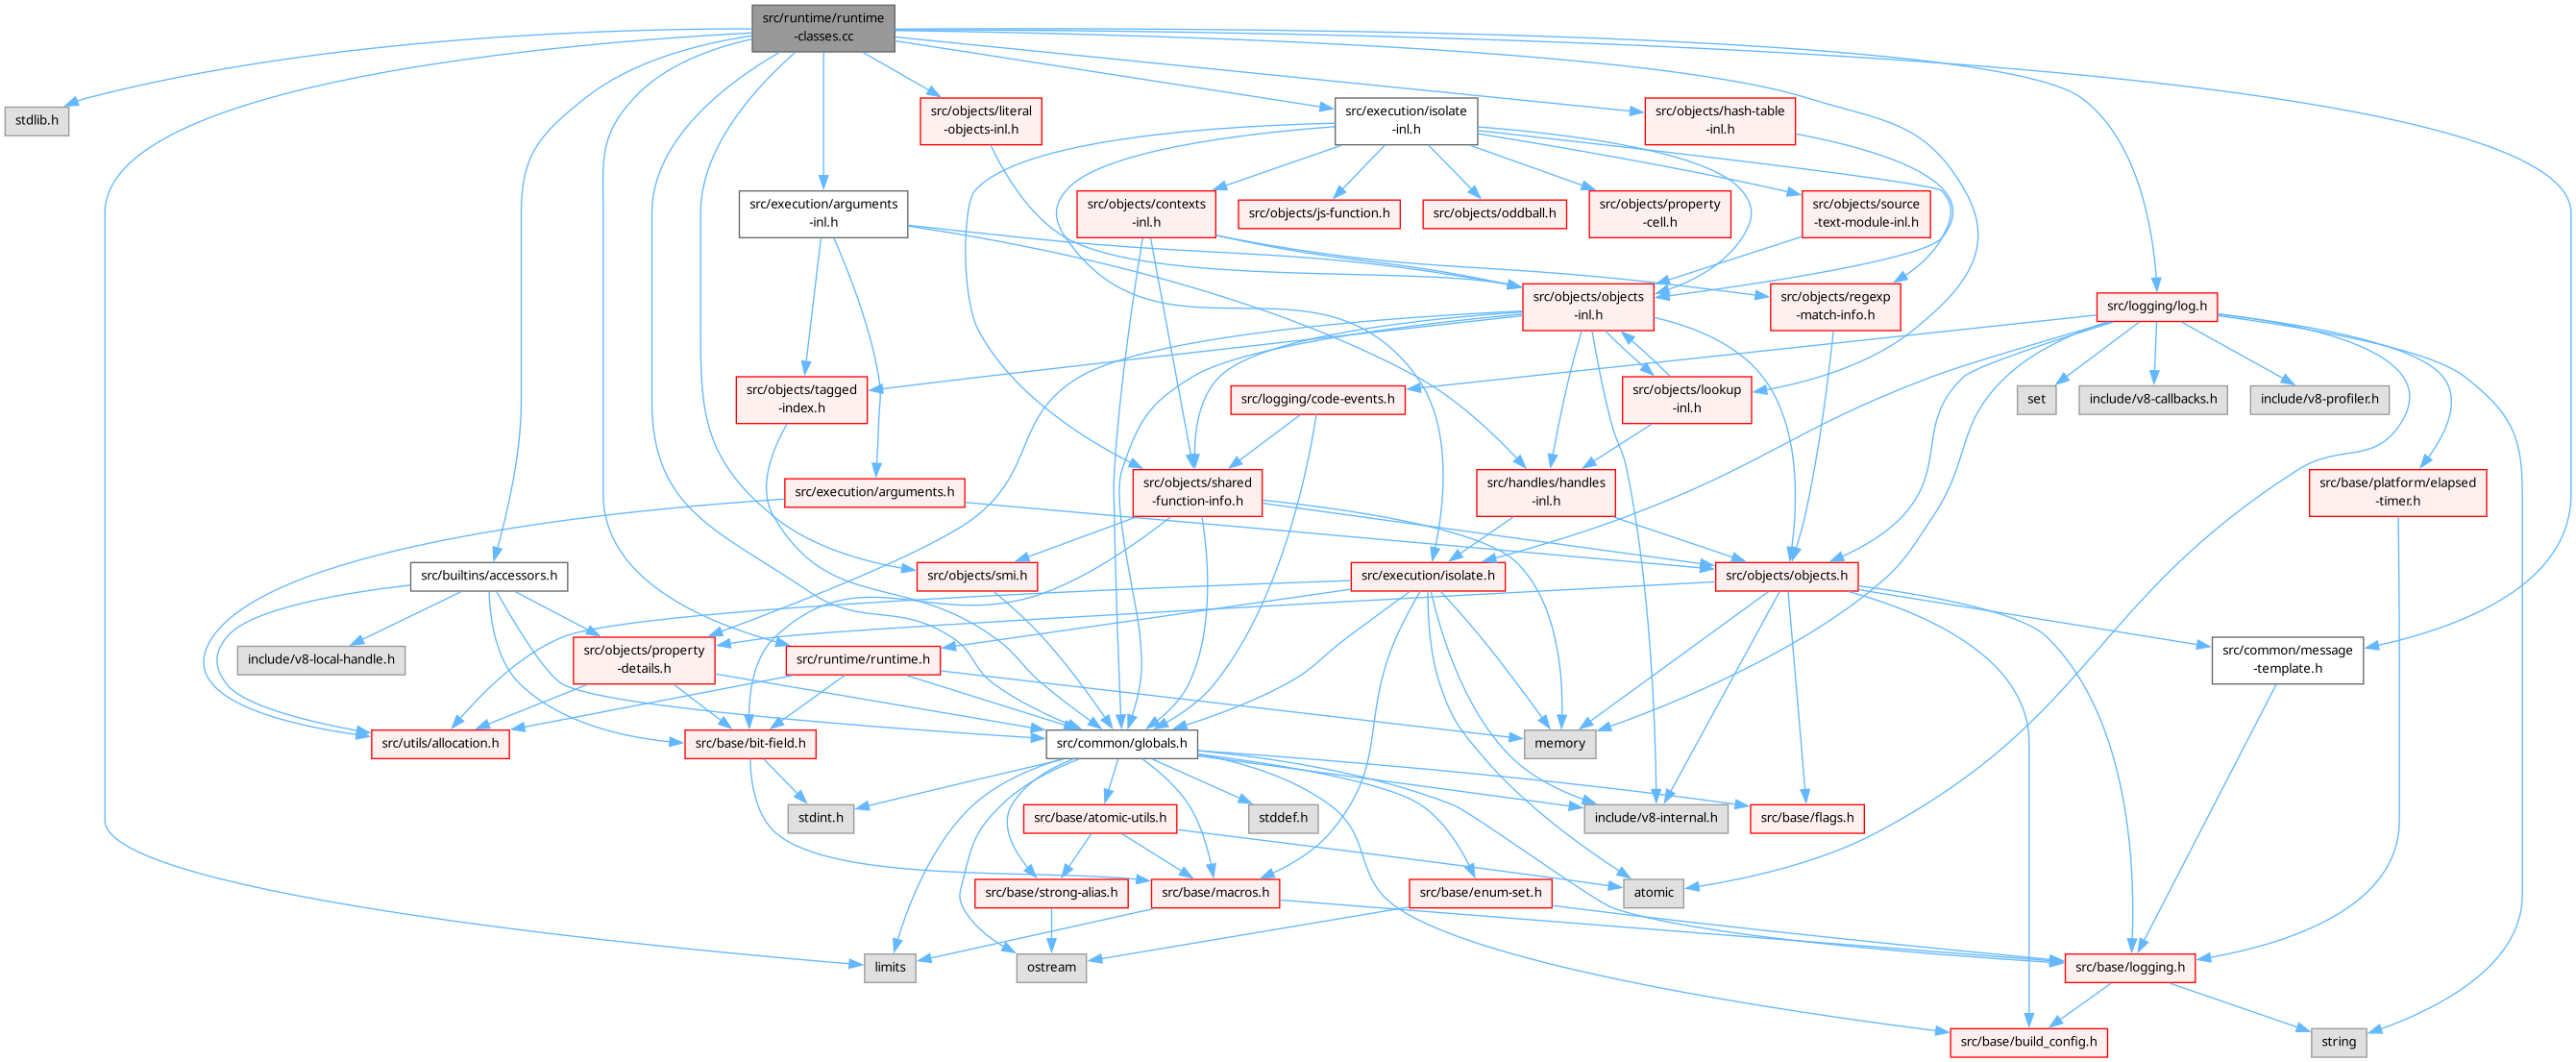 src/runtime/runtime
-classes.cc
stdlib.h
src/objects/literal
-objects-inl.h
src/execution/isolate
-inl.h
src/objects/hash-table
-inl.h
src/execution/arguments
-inl.h
src/objects/contexts
-inl.h
src/objects/js-function.h
src/objects/oddball.h
src/objects/property
-cell.h
src/objects/source
-text-module-inl.h
src/objects/objects
-inl.h
src/objects/regexp
-match-info.h
src/logging/log.h
src/objects/tagged
-index.h
src/logging/code-events.h
src/objects/lookup
-inl.h
set
include/v8-callbacks.h
include/v8-profiler.h
src/execution/arguments.h
src/objects/shared
-function-info.h
src/handles/handles
-inl.h
src/base/platform/elapsed
-timer.h
src/builtins/accessors.h
src/objects/smi.h
src/execution/isolate.h
src/objects/objects.h
include/v8-local-handle.h
src/objects/property
-details.h
src/runtime/runtime.h
src/common/message
-template.h
src/utils/allocation.h
src/base/bit-field.h
src/common/globals.h
memory
stdint.h
src/base/atomic-utils.h
stddef.h
include/v8-internal.h
src/base/flags.h
src/base/strong-alias.h
src/base/macros.h
src/base/enum-set.h
atomic
limits
ostream
src/base/logging.h
src/base/build_config.h
string